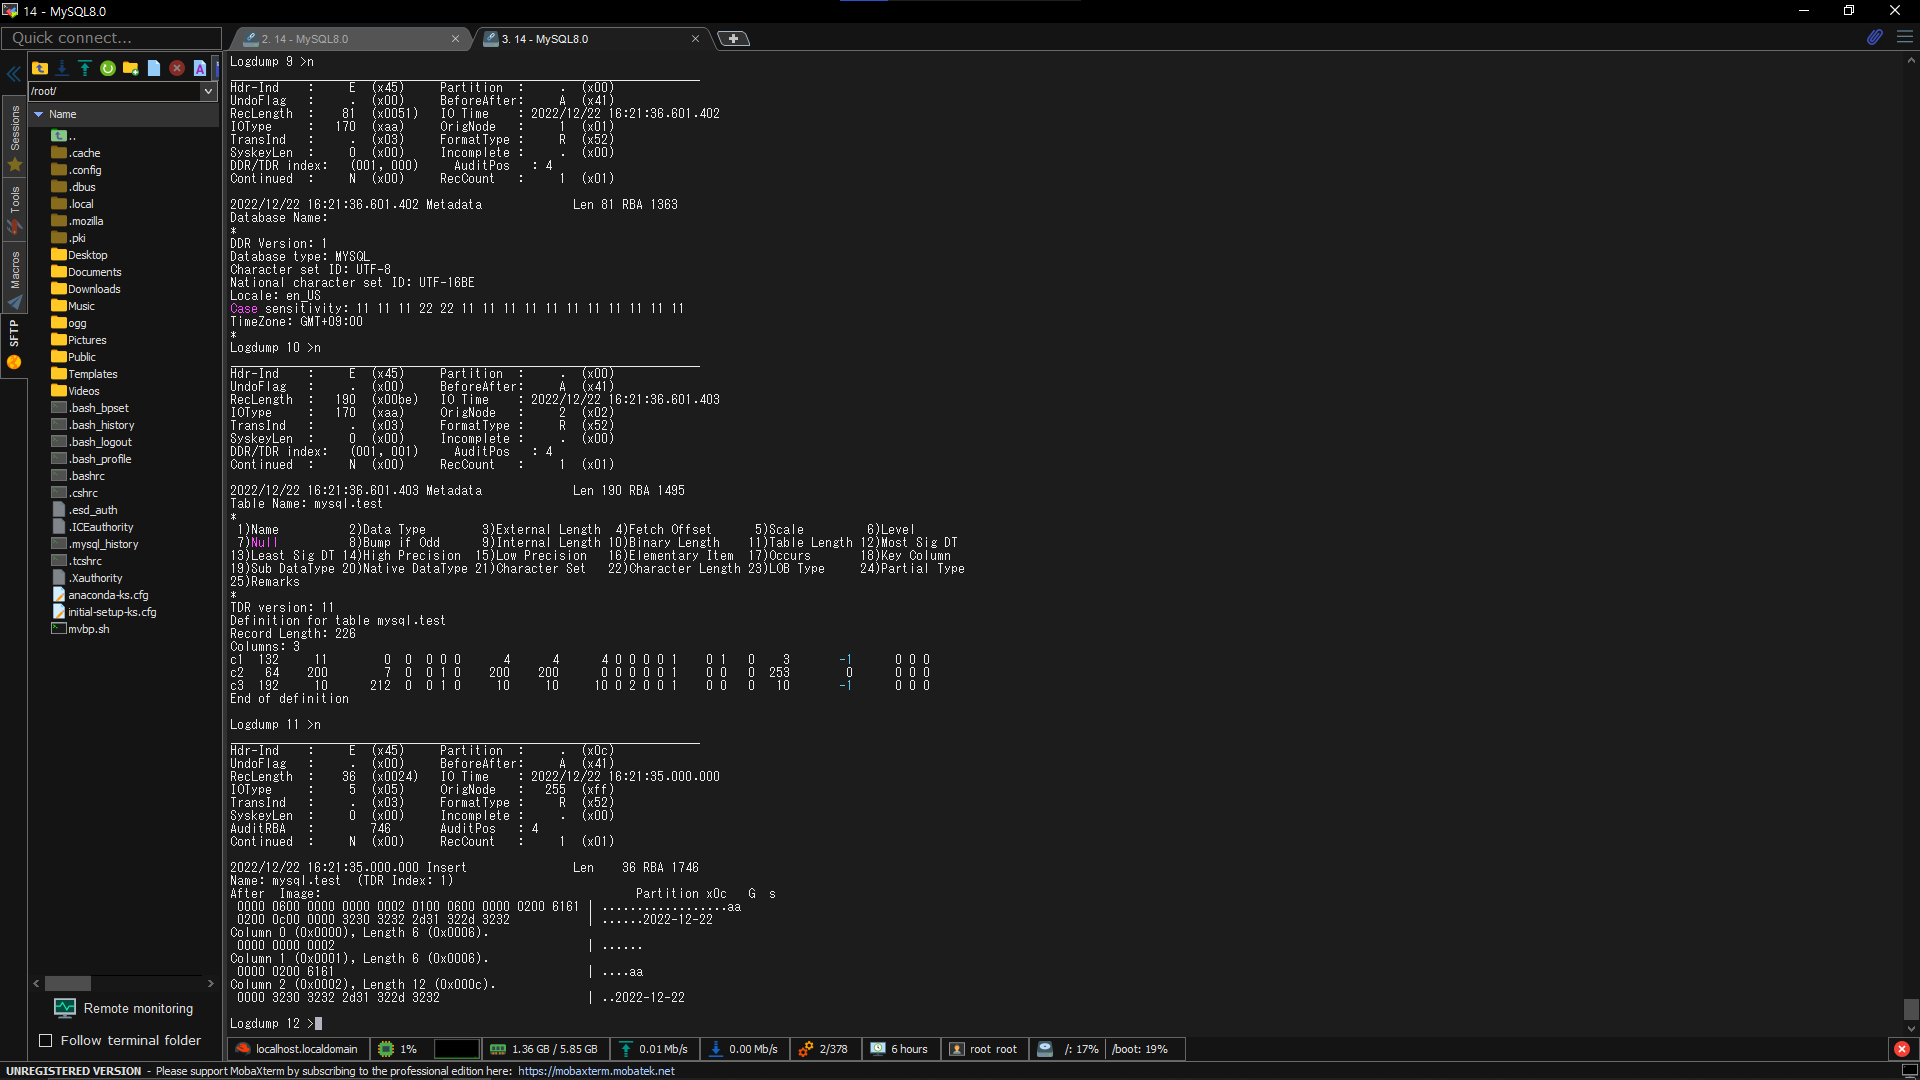 14 - MySQL8.0
Quick connect...
2. 14 - MySQL8.0
3. 14 - MySQL8.0
/root/
Name
..
.cache
.config
.dbus
.local
.mozilla
.pki
Desktop
Documents
Downloads
Music
ogg
Pictures
Public
Templates
Videos
.bash_bpset
.bash_history
.bash_logout
.bash_profile
.bashrc
.cshrc
.esd_auth
.ICEauthority
.mysql_history
.tcshrc
.Xauthority
anaconda-ks.cfg
initial-setup-ks.cfg
mvbp.sh
Sessions
Tools
Macros
SFTP
Remote monitoring
Follow terminal folder
Logdump 9 >n
Hdr-Ind    :     E  (x45)     Partition  :     .  (x00)
UndoFlag   :     .  (x00)     BeforeAfter:     A  (x41)
RecLength  :    81  (x0051)   IO Time    : 2022/12/22 16:21:36.601.402
IOType     :   170  (xaa)     OrigNode   :     1  (x01)
TransInd   :     .  (x03)     FormatType :     R  (x52)
SyskeyLen  :     0  (x00)     Incomplete :     .  (x00)
DDR/TDR index:   (001, 000)     AuditPos   : 4
Continued  :     N  (x00)     RecCount   :     1  (x01)
2022/12/22 16:21:36.601.402 Metadata             Len 81 RBA 1363
Database Name:
*
DDR Version: 1
Database type: MYSQL
Character set ID: UTF-8
National character set ID: UTF-16BE
Locale: en_US
Case sensitivity: 11 11 11 22 22 11 11 11 11 11 11 11 11 11 11 11
TimeZone: GMT+09:00
*
Logdump 10 >n
Hdr-Ind    :     E  (x45)     Partition  :     .  (x00)
UndoFlag   :     .  (x00)     BeforeAfter:     A  (x41)
RecLength  :   190  (x00be)   IO Time    : 2022/12/22 16:21:36.601.403
IOType     :   170  (xaa)     OrigNode   :     2  (x02)
TransInd   :     .  (x03)     FormatType :     R  (x52)
SyskeyLen  :     0  (x00)     Incomplete :     .  (x00)
DDR/TDR index:   (001, 001)     AuditPos   : 4
Continued  :     N  (x00)     RecCount   :     1  (x01)
2022/12/22 16:21:36.601.403 Metadata             Len 190 RBA 1495
Table Name: mysql.test
*
1)Name          2)Data Type        3)External Length  4)Fetch Offset      5)Scale         6)Level
7)Null          8)Bump if Odd      9)Internal Length 10)Binary Length    11)Table Length 12)Most Sig DT
13)Least Sig DT 14)High Precision  15)Low Precision   16)Elementary Item  17)Occurs       18)Key Column
19)Sub DataType 20)Native DataType 21)Character Set   22)Character Length 23)LOB Type     24)Partial Type
25)Remarks
*
TDR version: 11
Definition for table mysql.test
Record Length: 226
Columns: 3
c1  132     11        0  0  0 0 0      4      4      4 0 0 0 0 1    0 1   0    3       -1      0 0 0
c2   64    200        7  0  0 1 0    200    200      0 0 0 0 0 1    0 0   0  253        0      0 0 0
c3  192     10      212  0  0 1 0     10     10     10 0 2 0 0 1    0 0   0   10       -1      0 0 0
End of definition
Logdump 11 >n
Hdr-Ind    :     E  (x45)     Partition  :     .  (x0c)
UndoFlag   :     .  (x00)     BeforeAfter:     A  (x41)
RecLength  :    36  (x0024)   IO Time    : 2022/12/22 16:21:35.000.000
IOType     :     5  (x05)     OrigNode   :   255  (xff)
TransInd   :     .  (x03)     FormatType :     R  (x52)
SyskeyLen  :     0  (x00)     Incomplete :     .  (x00)
AuditRBA   :        746       AuditPos   : 4
Continued  :     N  (x00)     RecCount   :     1  (x01)
2022/12/22 16:21:35.000.000 Insert               Len    36 RBA 1746
Name: mysql.test  (TDR Index: 1)
After  Image:                                             Partition x0c   G  s
0000 0600 0000 0000 0002 0100 0600 0000 0200 6161 | ..................aa
0200 0c00 0000 3230 3232 2d31 322d 3232           | ......2022-12-22
Column 0 (0x0000), Length 6 (0x0006).
0000 0000 0002                                    | ......
Column 1 (0x0001), Length 6 (0x0006).
0000 0200 6161                                    | ....aa
Column 2 (0x0002), Length 12 (0x000c).
0000 3230 3232 2d31 322d 3232                     | ..2022-12-22
Logdump 12 >
localhost.localdomain 1% 1.36 GB / 5.85 GB 0.01 Mb/s 0.00 Mb/s 2/378 6 hours root root /: 17% /boot: 19%
UNREGISTERED VERSION - Please support MobaXterm by subscribing to the professional edition here: https://mobaxterm.mobatek.net